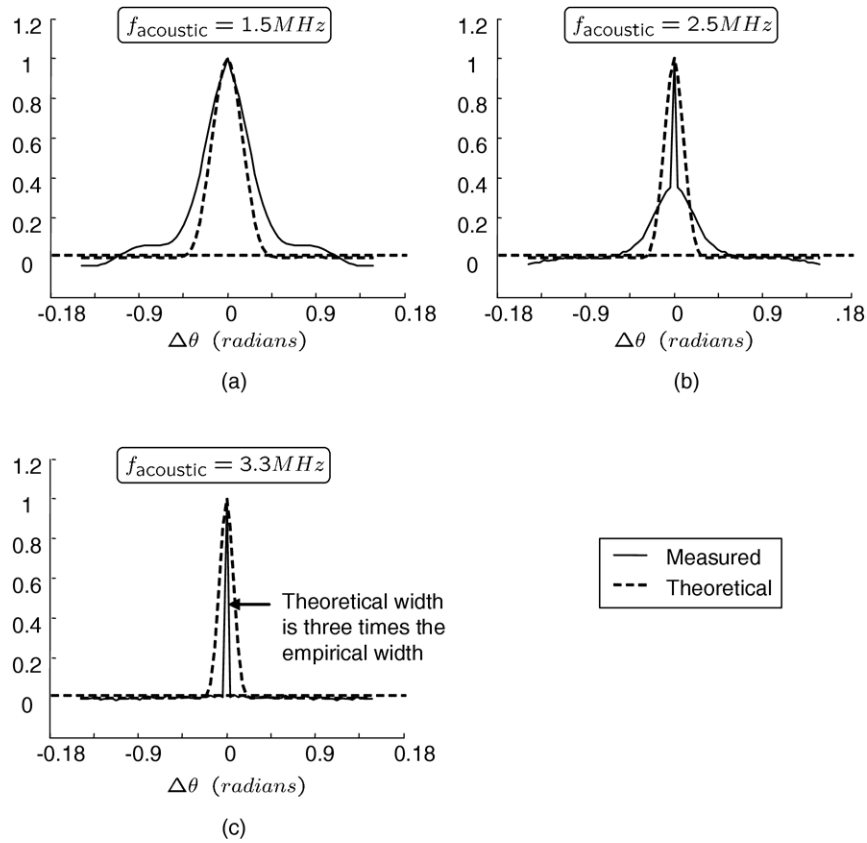 f_acoustic = 1.5MHz
1.2
1
0.8
0.6
0.4
0.2
0
-0.18 -0.9 0 0.9 0.18
Δθ (radians)
(a)
f_acoustic = 2.5MHz
1.2
1
0.8
0.6
0.4
0.2
0
-0.18 -0.9 0 0.9 .18
Δθ (radians)
(b)
f_acoustic = 3.3MHz
1.2
1
0.8
0.6
0.4
0.2
0
Theoretical width
is three times the
empirical width
-0.18 -0.9 0 0.9 0.18
Δθ (radians)
(c)
Measured
Theoretical